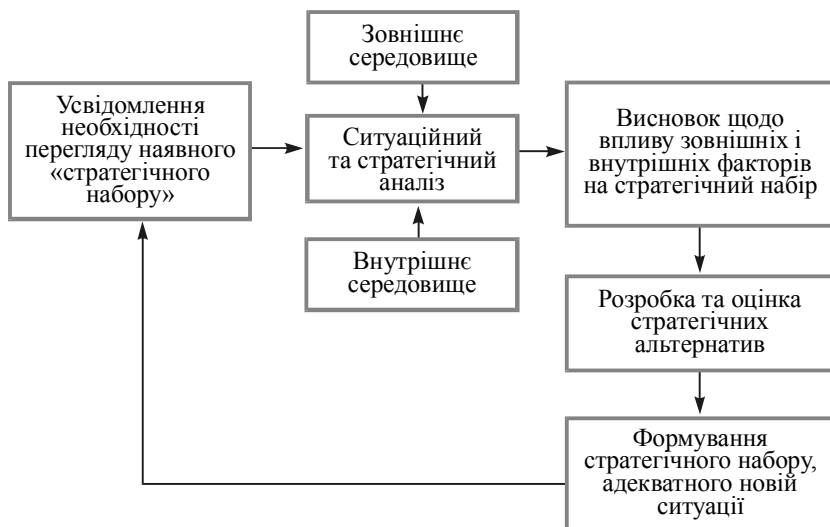 Зовнішнє
середовище
Усвідомлення
необхідності
перегляду наявного
«стратегічного
набору»
Ситуаційний
та стратегічний
аналіз
Висновок щодо
впливу зовнішніх і
внутрішніх факторів
на стратегічний набір
Внутрішнє
середовище
Розробка та оцінка
стратегічних
альтернатив
Формування
стратегічного набору,
адекватного новій
ситуації